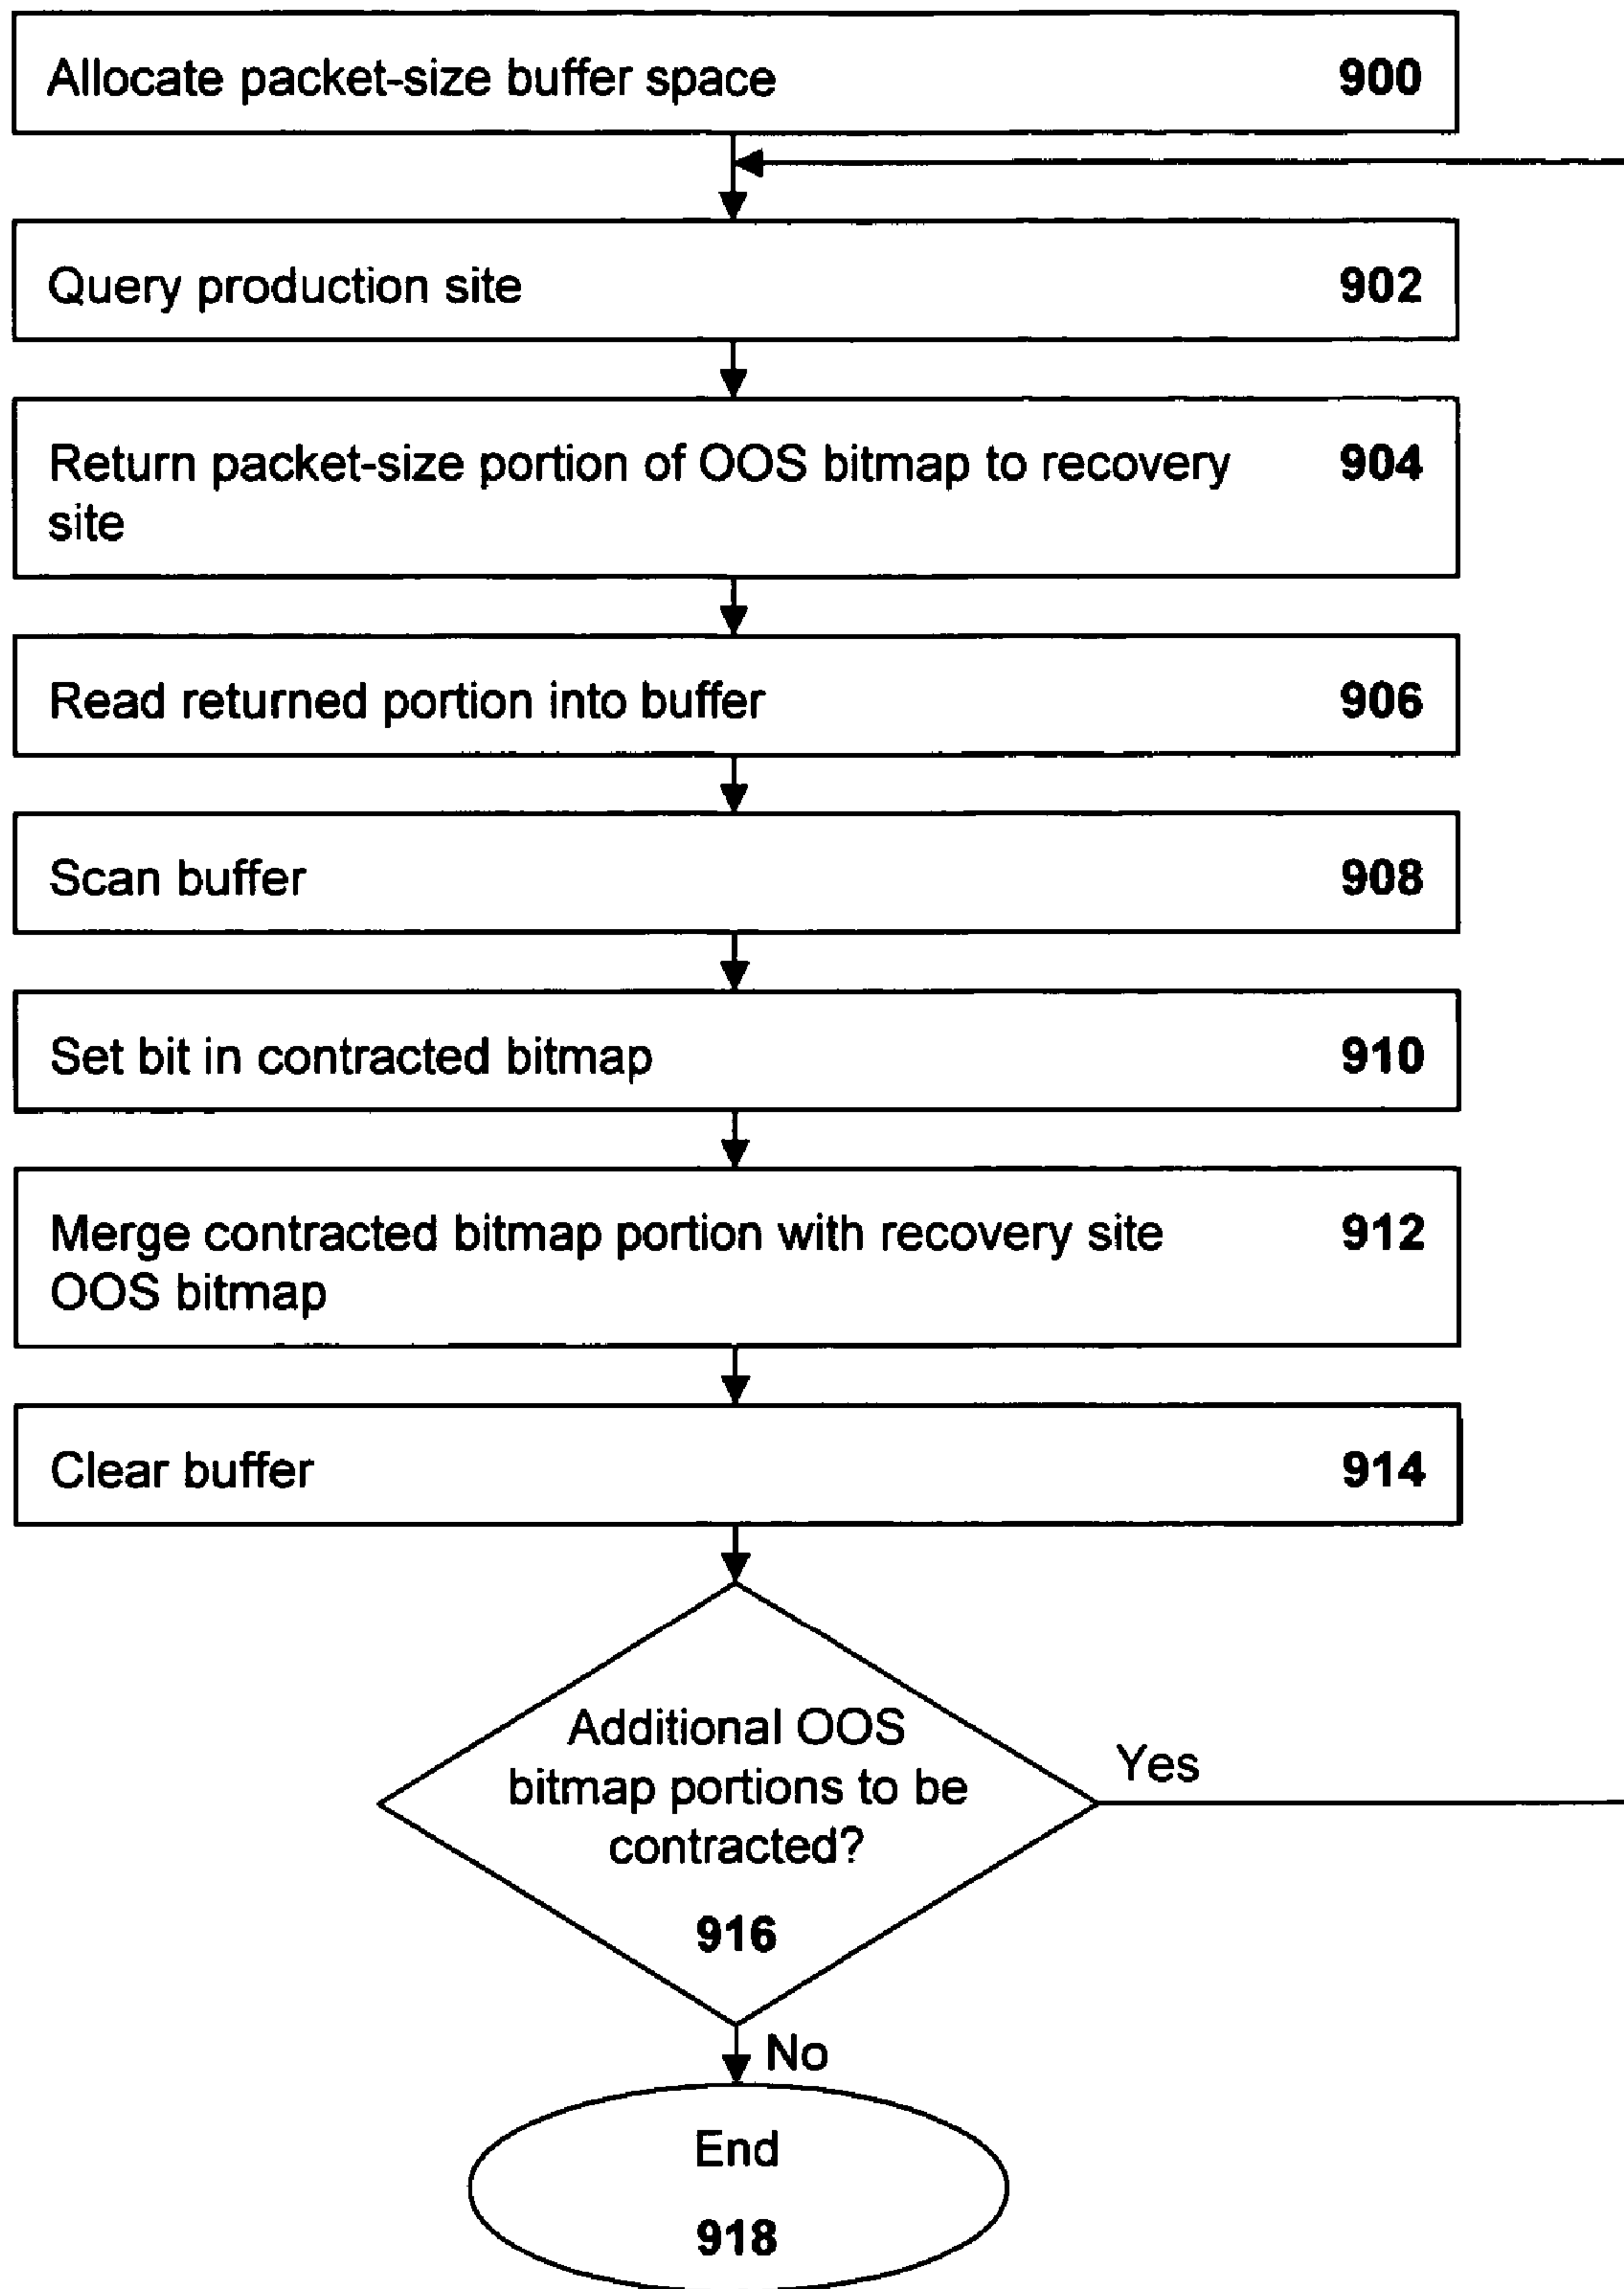 Allocate packet-size buffer space 900
Query production site 902
Return packet-size portion of OOS bitmap to recovery 904
site
Read returned portion into buffer 906
Scan buffer 908
Set bit in contracted bitmap 910
Merge contracted bitmap portion with recovery site 912
OOS bitmap
Clear buffer 914
Additional OOS
bitmap portions to be
contracted?
916
Yes
No
End
918